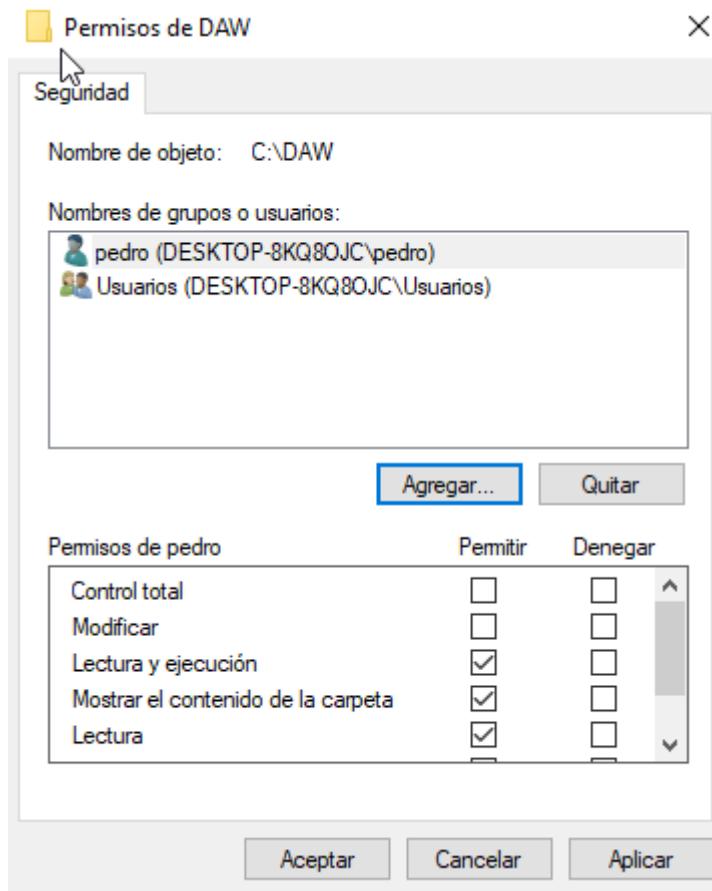 Permisos de DAW
Seguridad
Nombre de objeto: C:\DAW
Nombres de grupos o usuarios:
pedro (DESKTOP-8KQ8OJC\pedro)
Usuarios (DESKTOP-8KQ8OJC\Usuarios)
Agregar... Quitar
Permisos de pedro Permitir Denegar
Control total
Modificar
Lectura y ejecución
Mostrar el contenido de la carpeta
Lectura
Aceptar Cancelar Aplicar